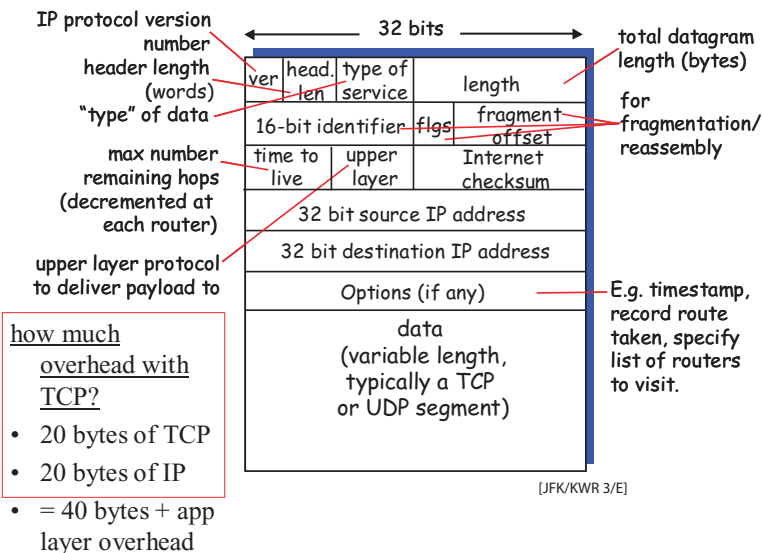 IP protocol version
number
header length
(words)
"type" of data
max number
remaining hops
(decremented at
each router)
upper layer protocol
to deliver payload to
how much
overhead with
TCP?
• 20 bytes of TCP
• 20 bytes of IP
• = 40 bytes + app
layer overhead
32 bits
ver
head.
len
type of
service
length
16-bit identifier
flgs
fragment
offset
time to
live
upper
layer
Internet
checksum
32 bit source IP address
32 bit destination IP address
Options (if any)
data
(variable length,
typically a TCP
or UDP segment)
total datagram
length (bytes)
for
fragmentation/
reassembly
E.g. timestamp,
record route
taken, specify
list of routers
to visit.
[JFK/KWR 3/E]